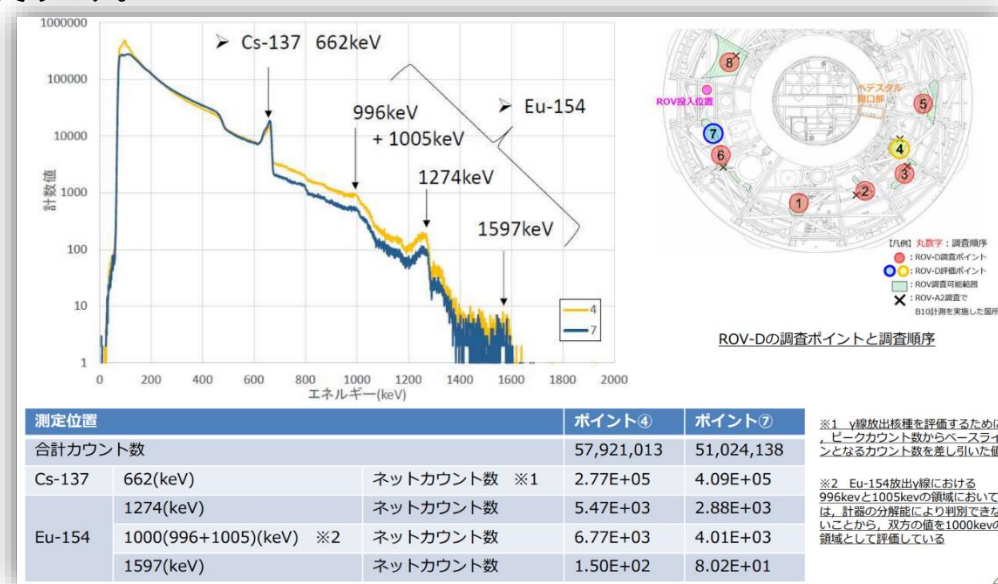 1000000
100000
10000
1000
100
10
1
計数値
0 200 400 600 800 1000 1200 1400 1600 1800 2000
エネルギー(keV)
➤ Cs-137 662keV
996keV
+ 1005keV
➤ Eu-154
1274keV
1597keV
4
7
8
ROV投入位置
ペデスタル
開口部
5
7
6
4
3
2
1
【凡例】丸数字：調査順序
：ROV-D調査ポイント
：ROV-D評価ポイント
：ROV調査可能範囲
：ROV-A2調査で
B10計測を実施した箇所
ROV-Dの調査ポイントと調査順序
測定位置 ポイント④ ポイント⑦
合計カウント数 57,921,013 51,024,138
Cs-137 662(keV) ネットカウント数 ※1 2.77E+05 4.09E+05
Eu-154 1274(keV) ネットカウント数 5.47E+03 2.88E+03
1000(996+1005)(keV) ※2 ネットカウント数 6.77E+03 4.01E+03
1597(keV) ネットカウント数 1.50E+02 8.02E+01
※1 γ線放出核種を評価するために
，ピークカウント数からベースライ
ンとなるカウント数を差し引いた値
※2 Eu-154放出γ線における
996kevと1005kevの領域において
は，計器の分解能により判別できな
いことから，双方の値を1000kevの
領域として評価している